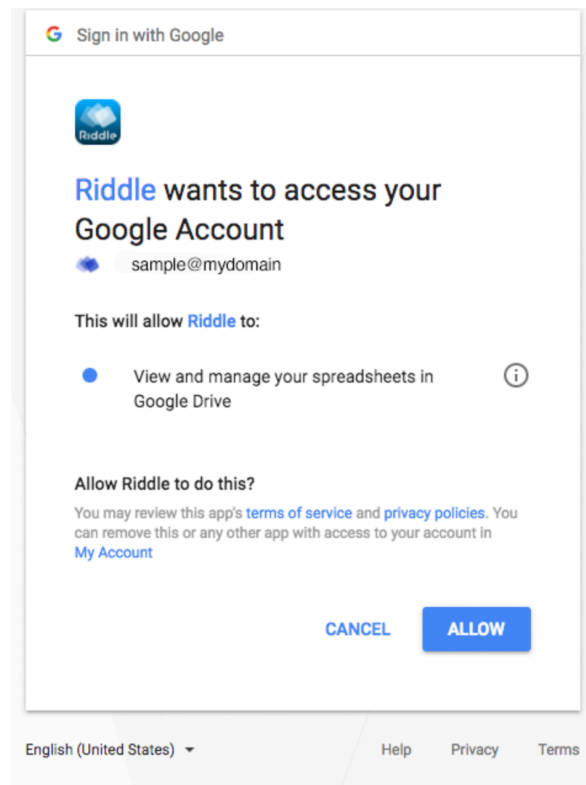 Sign in with Google
Riddle
Riddle wants to access your
Google Account
sample@mydomain
This will allow Riddle to:
View and manage your spreadsheets in
Google Drive
Allow Riddle to do this?
You may review this app's terms of service and privacy policies. You
can remove this or any other app with access to your account in
My Account
CANCEL ALLOW
English (United States) Help Privacy Terms